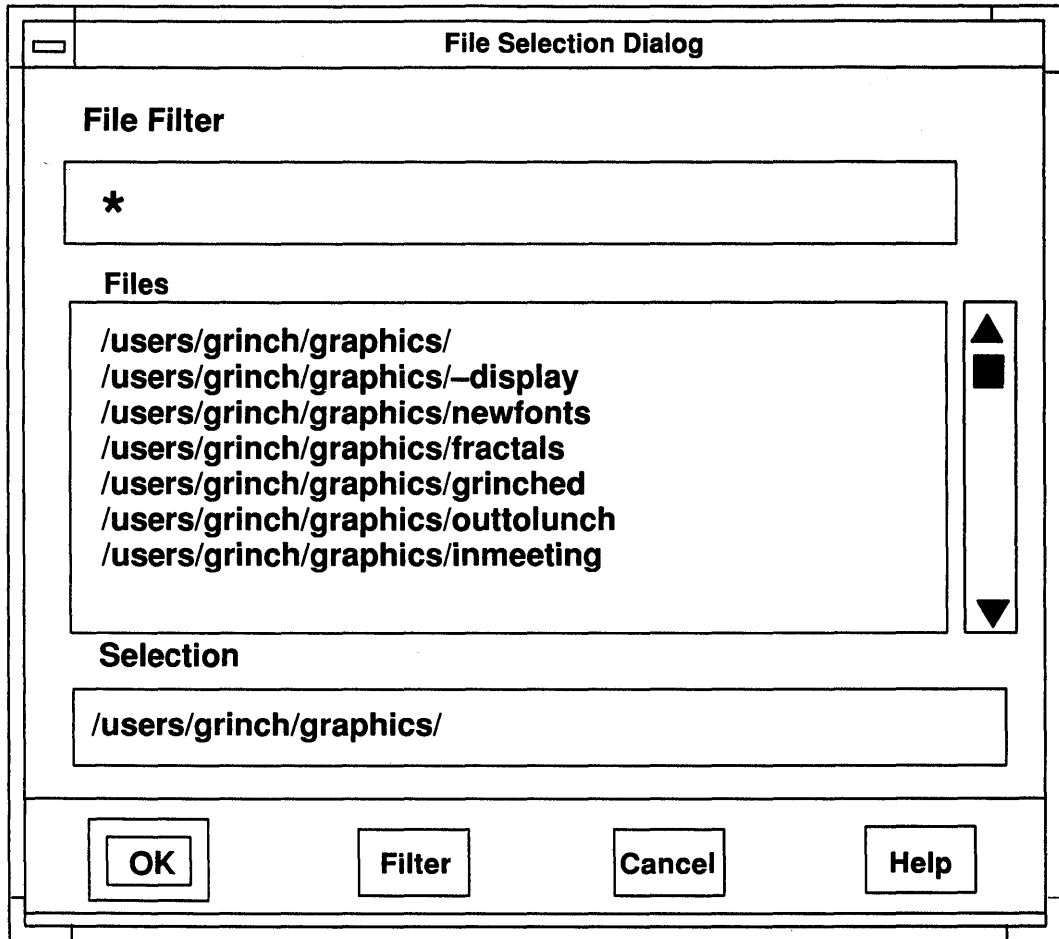 File Selection Dialog
File Filter
*
Files
/users/grinch/graphics/
/users/grinch/graphics/–display
/users/grinch/graphics/newfonts
/users/grinch/graphics/fractals
/users/grinch/graphics/grinched
/users/grinch/graphics/outtolunch
/users/grinch/graphics/inmeeting
Selection
/users/grinch/graphics/
OK Filter Cancel Help